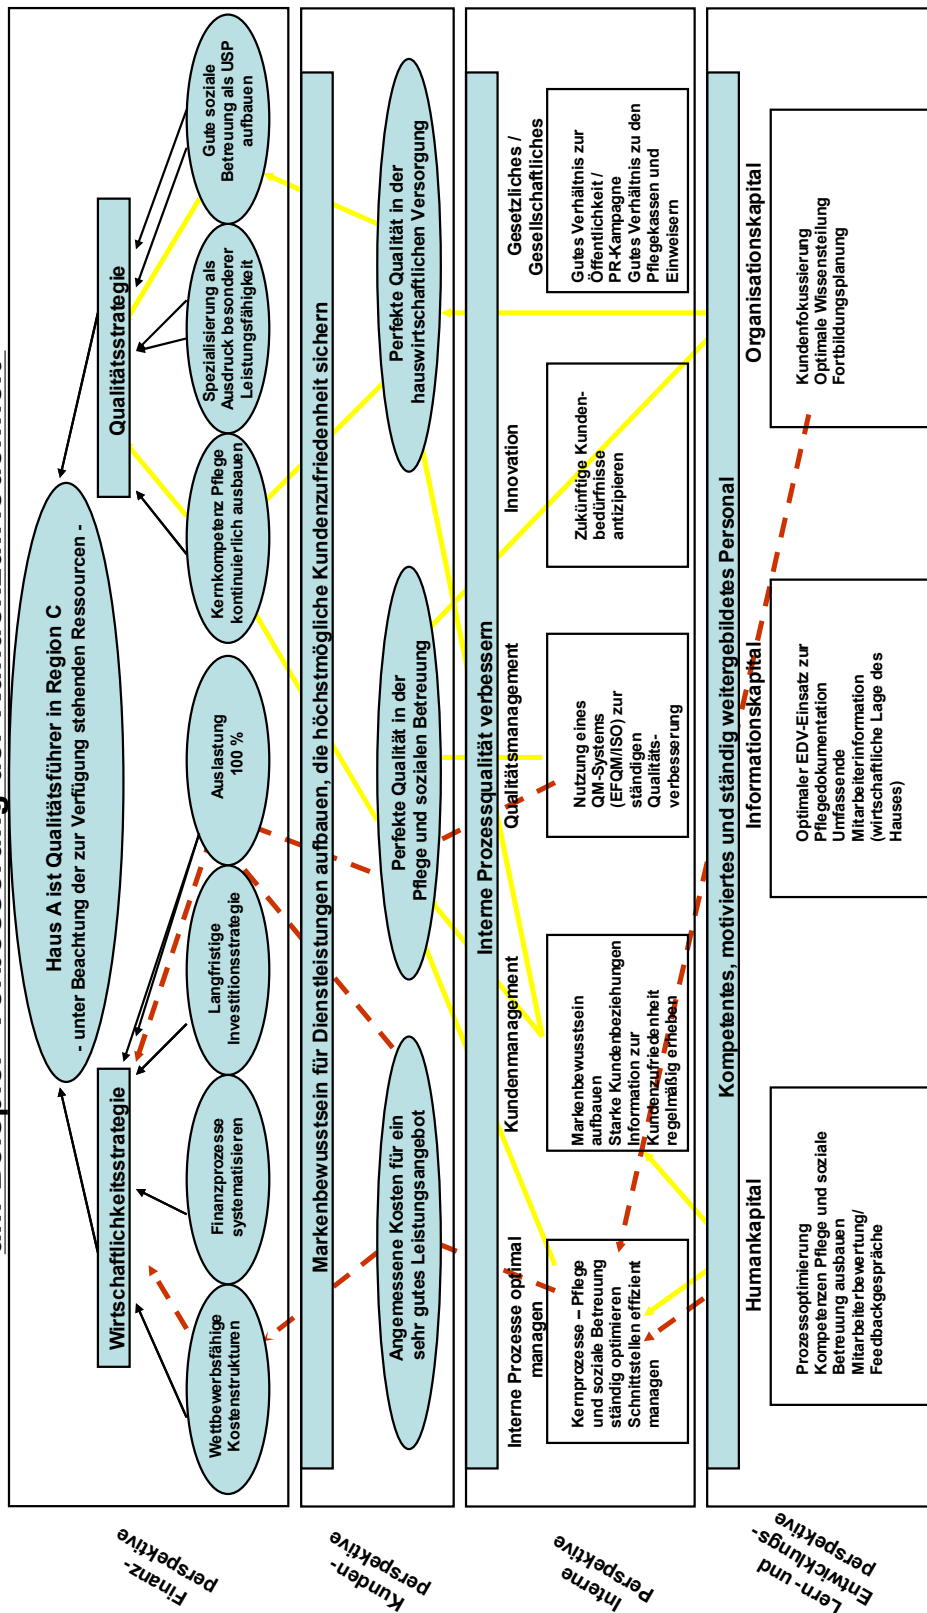 Haus A ist Qualitätsführer in Region C
- unter Beachtung der zur Verfügung stehenden Ressourcen -
Wirtschaftlichkeitsstrategie
Qualitätsstrategie
Wettbewerbsfähige
Kostenstrukturen
Finanzprozesse
systematisieren
Langfristige
Investitionsstrategie
Auslastung
100 %
Kernkompetenz Pflege
kontinuierlich ausbauen
Spezialisierung als
Ausdruck besonderer
Leistungsfähigkeit
Gute soziale
Betreuung als USP
aufbauen
Finanz-
perspektive
Markenbewusstsein für Dienstleistungen aufbauen, die höchstmögliche Kundenzufriedenheit sichern
Angemessene Kosten für ein
sehr gutes Leistungsangebot
Perfekte Qualität in der
Pflege und sozialen Betreuung
Perfekte Qualität in der
hauswirtschaftlichen Versorgung
Kunden-
perspektive
Interne Prozessqualität verbessern
Interne Prozesse optimal
managen
Kundenmanagement
Qualitätsmanagement
Innovation
Gesetzliches /
Gesellschaftliches
Kernprozesse – Pflege
und soziale Betreuung
ständig optimieren
Schnittstellen effizient
managen
Markenbewusstsein
aufbauen
Starke Kundenbeziehungen
Information zur
Kundenzufriedenheit
regelmäßig erheben
Nutzung eines
QM-Systems
(EFQM/ISO) zur
ständigen
Qualitäts-
verbesserung
Zukünftige Kunden-
bedürfnisse
antizipieren
Gutes Verhältnis zur
Öffentlichkeit /
PR-Kampagne
Gutes Verhältnis zu den
Pflegekassen und
Einweisern
Interne
Perspektive
Kompetentes, motiviertes und ständig weitergebildetes Personal
Humankapital
Informationskapital
Organisationskapital
Prozessoptimierung
Kompetenzen Pflege und soziale
Betreuung ausbauen
Mitarbeiterbewertung/
Feedbackgespräche
Optimaler EDV-Einsatz zur
Pflegedokumentation
Umfassende
Mitarbeiterinformation
(wirtschaftliche Lage des
Hauses)
Kundenfokussierung
Optimale Wissensteilung
Fortbildungsplanung
Lern- und
Entwicklungs-
perspektive